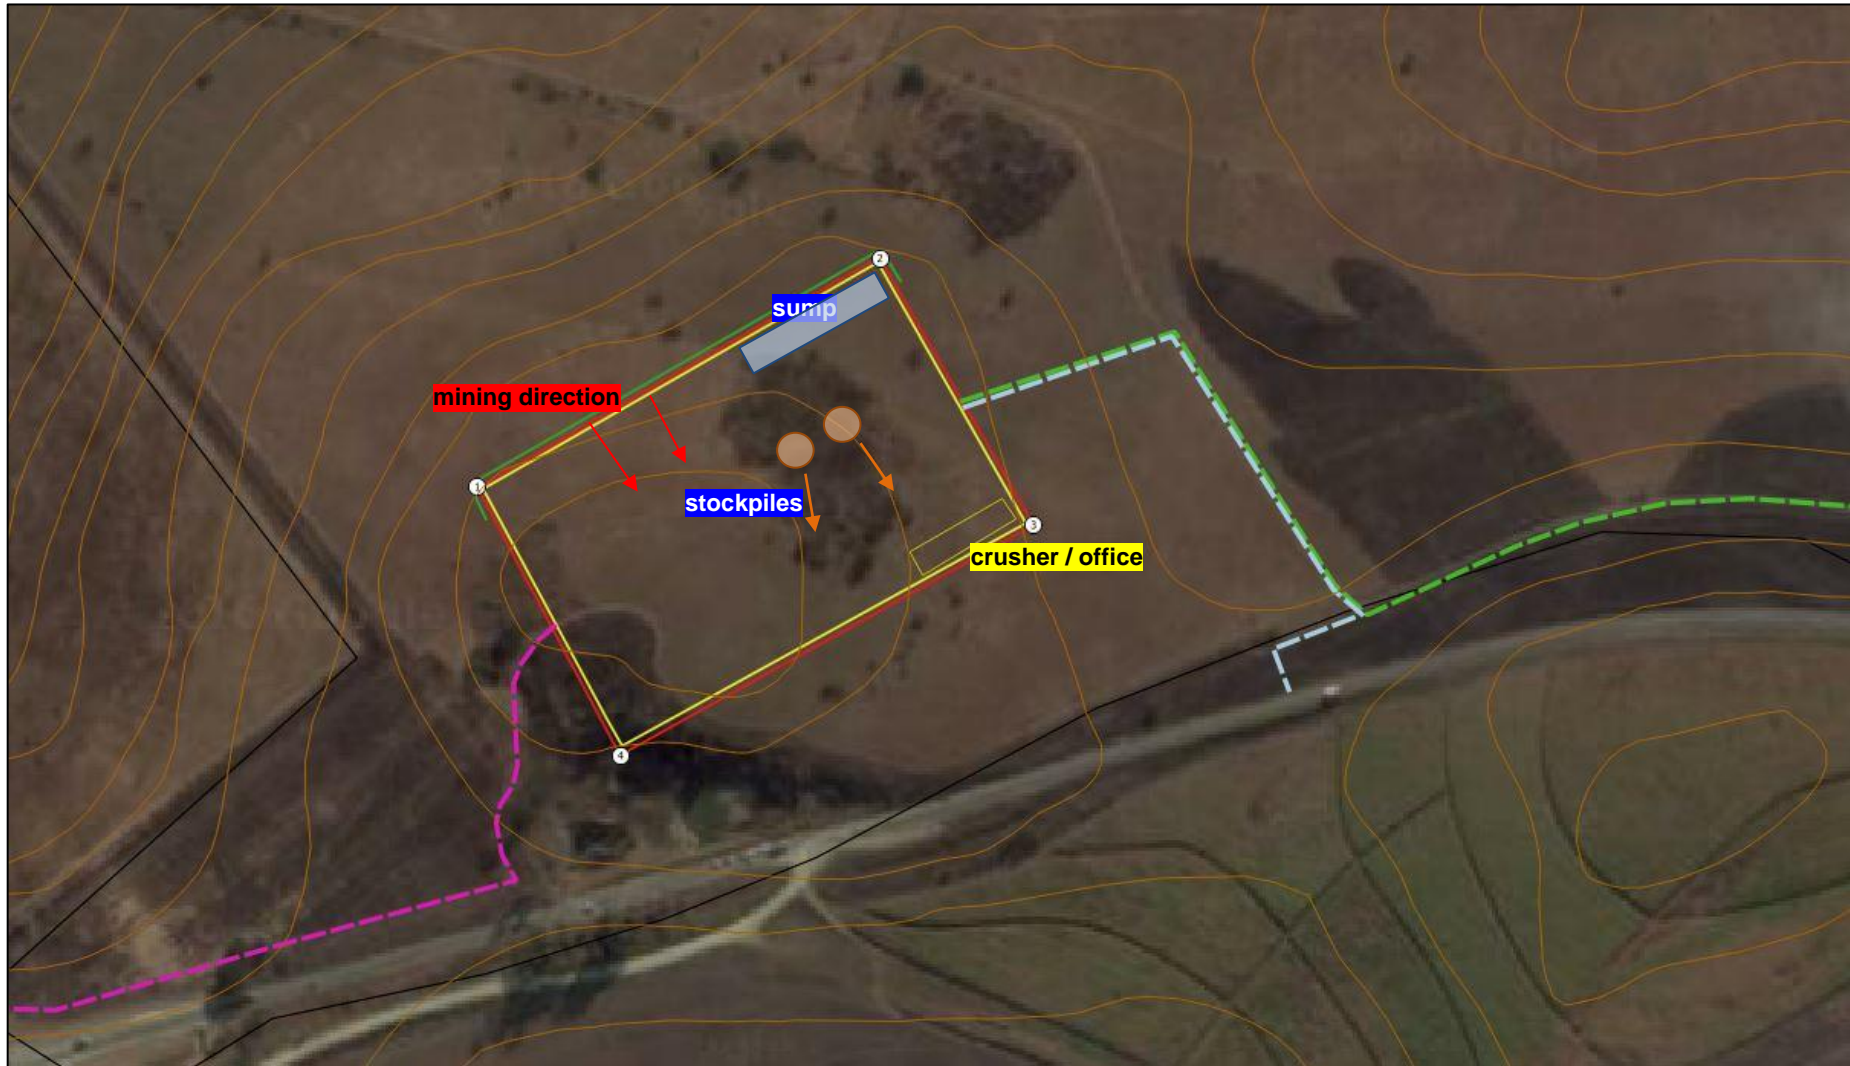 2
sump
mining direction
1
stockpiles
3
crusher / office
4